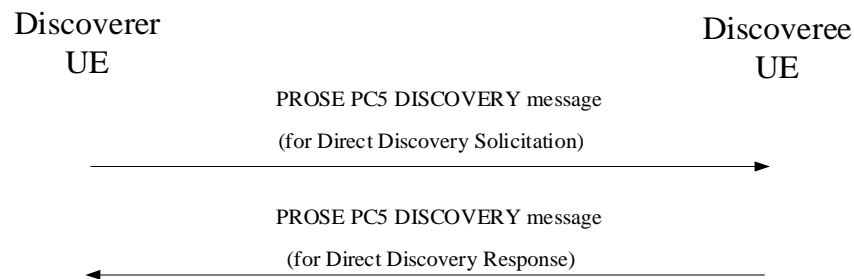 Discoverer
UE
Discoveree
UE
PROSE PC5 DISCOVERY message
(for Direct Discovery Solicitation)
PROSE PC5 DISCOVERY message
(for Direct Discovery Response)